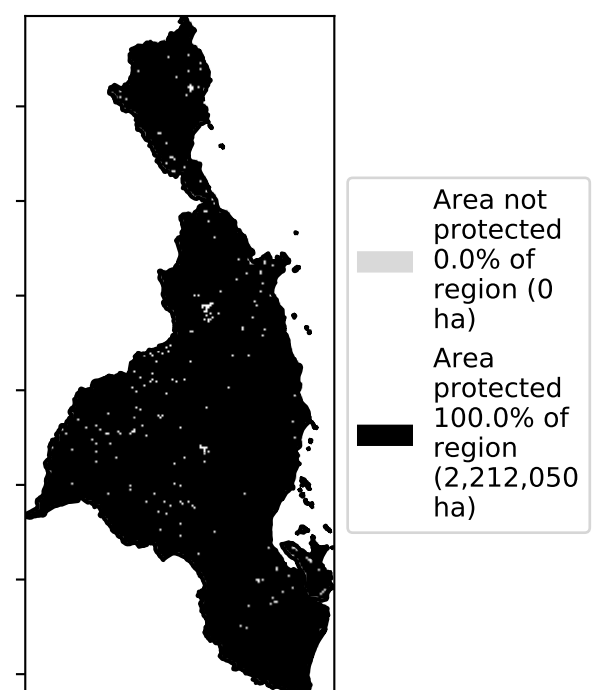 Area not
protected
0.0% of
region (0
ha)
Area
protected
100.0% of
region
(2,212,050
ha)